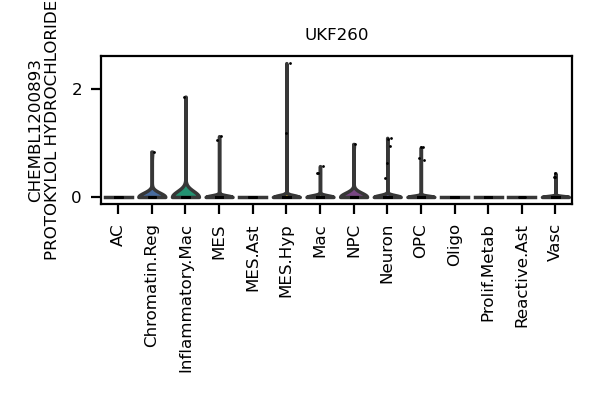 UKF260
CHEMBL1200893
PROTOKYLOL HYDROCHLORIDE
2
0
AC
Chromatin.Reg
Inflammatory.Mac
MES
MES.Ast
MES.Hyp
Mac
NPC
Neuron
OPC
Oligo
Prolif.Metab
Reactive.Ast
Vasc